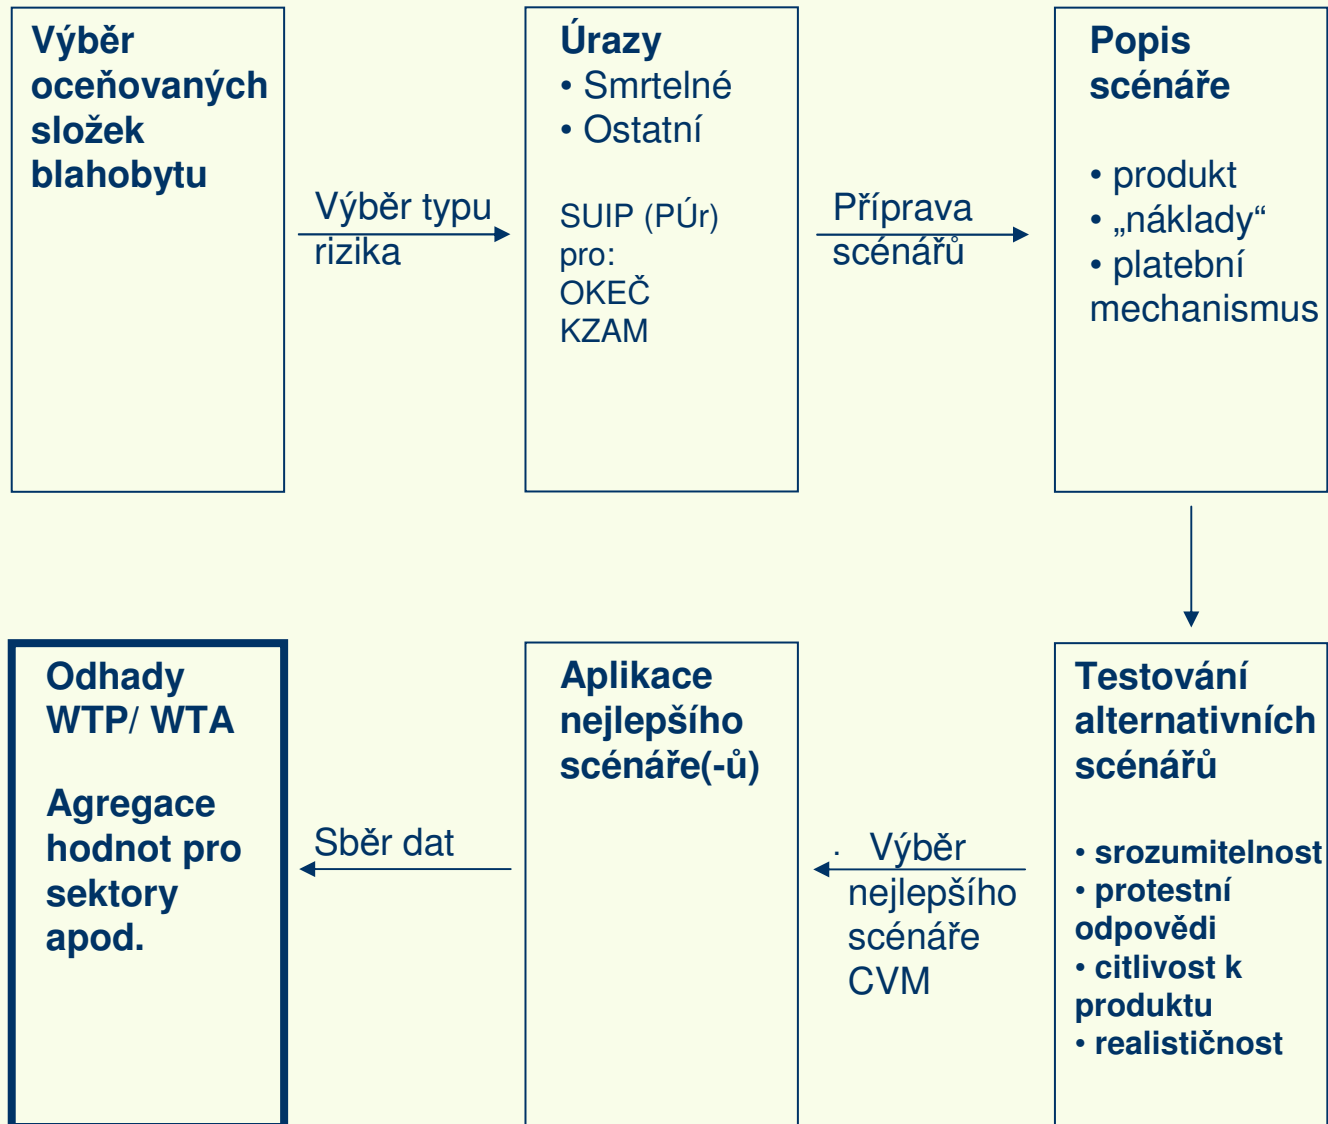 Výběr
oceňovaných
složek
blahobytu
Výběr typu
rizika
Úrazy
• Smrtelné
• Ostatní
SUIP (PÚr)
pro:
OKEČ
KZAM
Příprava
scénářů
Popis
scénáře
• produkt
• „náklady“
• platební
mechanismus
Testování
alternativních
scénářů
• srozumitelnost
• protestní
odpovědi
• citlivost k
produktu
• realističnost
. Výběr
nejlepšího
scénáře
CVM
Aplikace
nejlepšího
scénáře(-ů)
Sběr dat
Odhady
WTP/ WTA
Agregace
hodnot pro
sektory
apod.